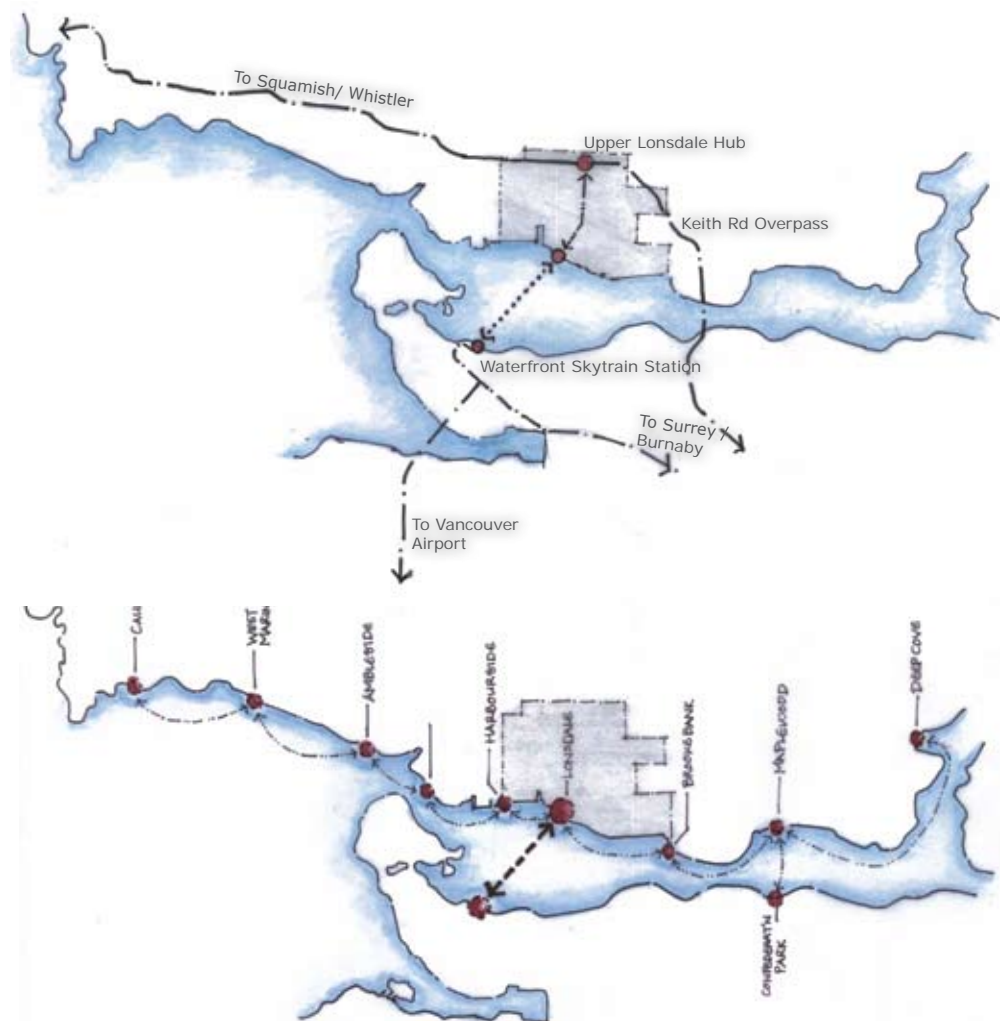 To Squamish/ Whistler
Upper Lonsdale Hub
Keith Rd Overpass
Waterfront Skytrain Station
To Surrey /
Burnaby
To Vancouver
Airport
WEST
AMBLESIDE
HARBOURSIDE
LONSDALE
MAPLEWOOD
DEEP COVE
PARK